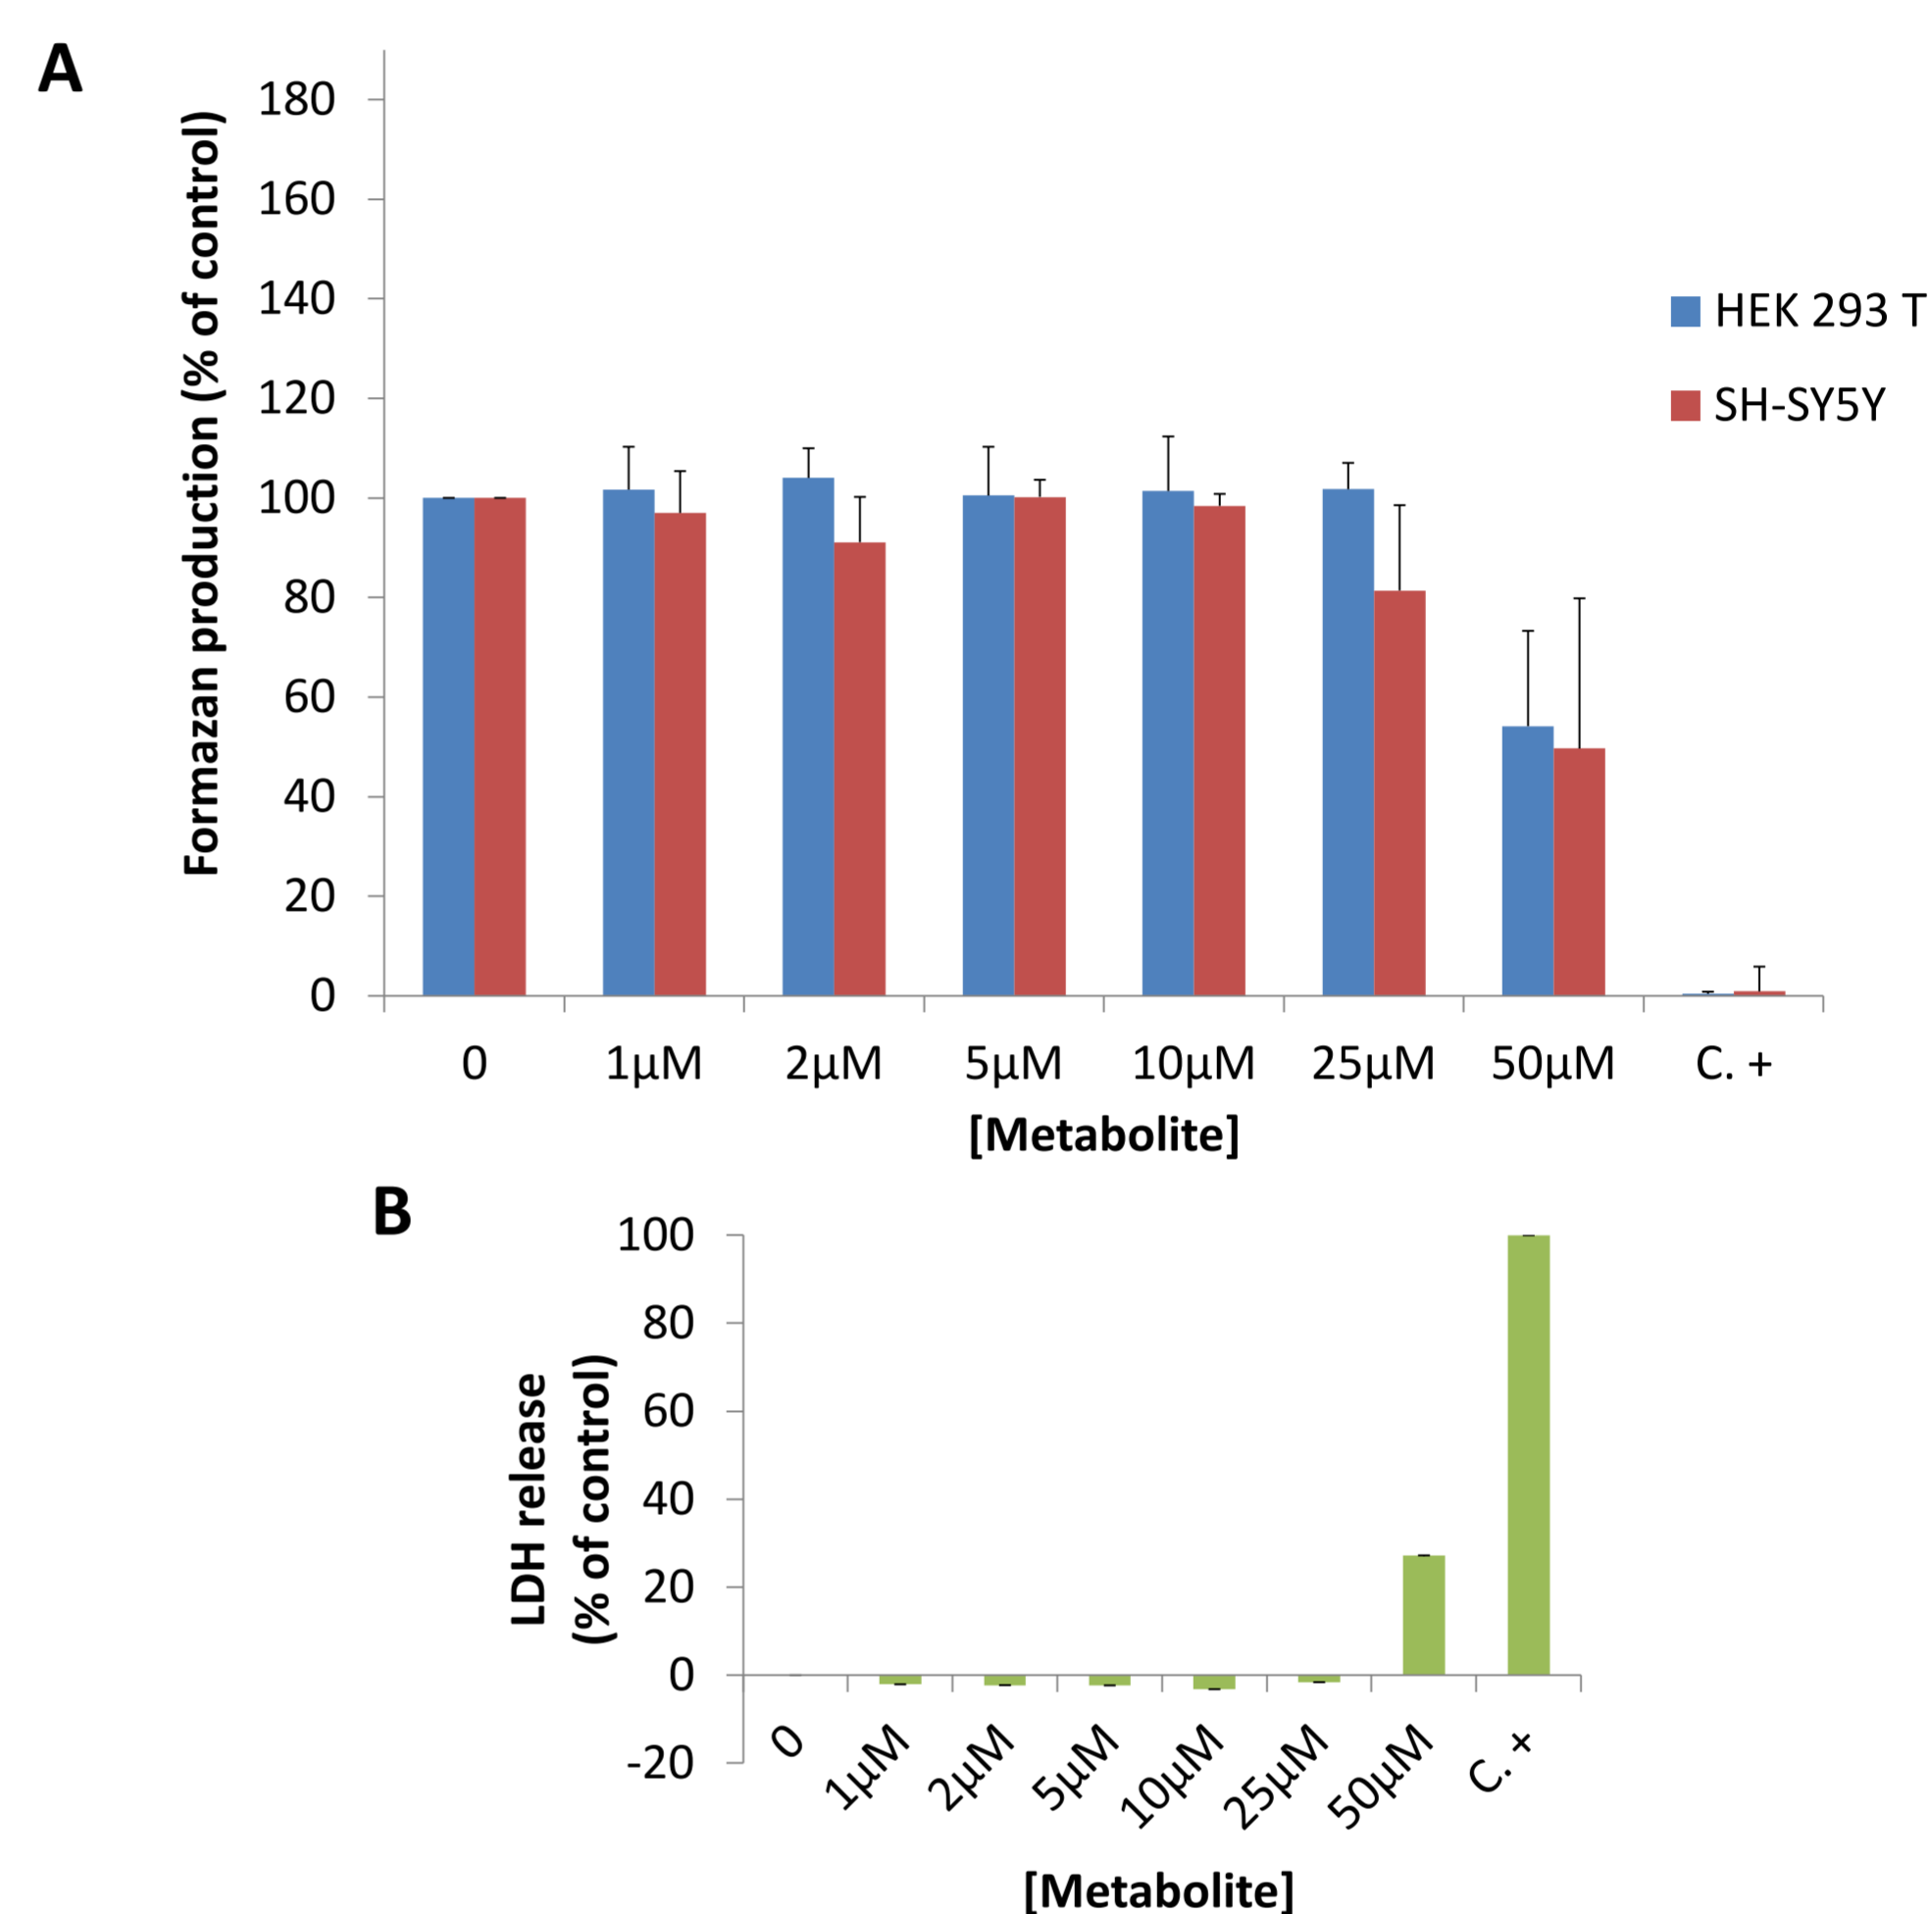 A
Formazan production (% of control)
180
160
140
120
100
80
60
40
20
0
HEK 293 T
SH-SY5Y
0 1μM 2μM 5μM 10μM 25μM 50μM C. +
[Metabolite]
B
LDH release
(% of control)
100
80
60
40
20
0
-20
0 1μM 2μM 5μM 10μM 25μM 50μM C. +
[Metabolite]